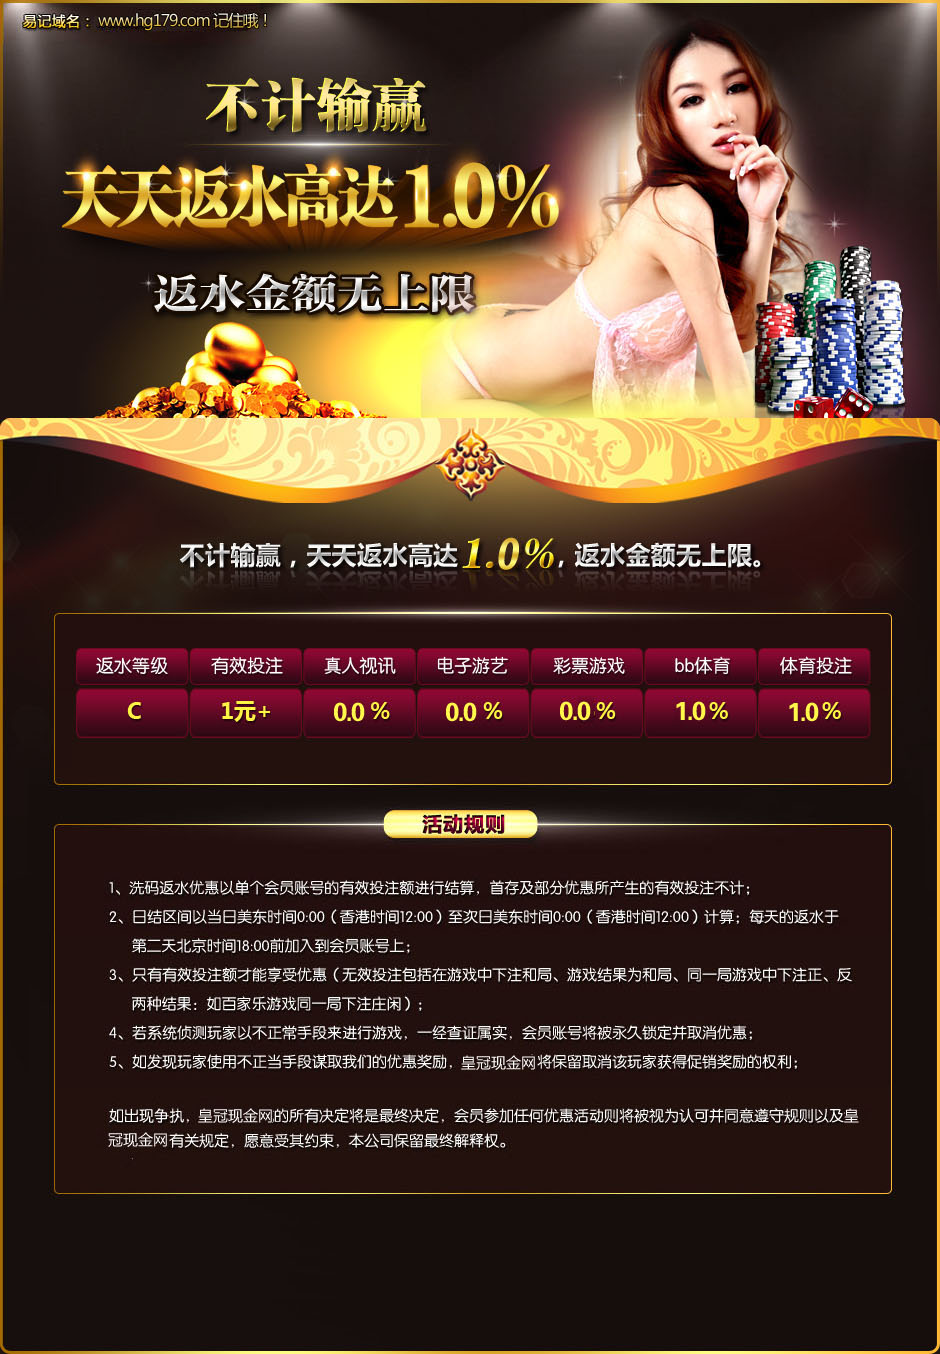 易记域名： www.hg179.com 记住哦！
不计输赢
天天返水高达1.0%
返水金额无上限
不计输赢，天天返水高达1.0%，返水金额无上限。
返水等级 有效投注 真人视讯 电子游艺 彩票游戏 bb体育 体育投注
C 1元+ 0.0 % 0.0 % 0.0 % 1.0 % 1.0 %
活动规则
1、洗码返水优惠以单个会员账号的有效投注额进行结算，首存及部分优惠所产生的有效投注不计；
2、日结区间以当日美东时间0:00（香港时间12:00）至次日美东时间0:00（香港时间12:00）计算；每天的返水于
第二天北京时间18:00前加入到会员账号上；
3、只有有效投注额才能享受优惠（无效投注包括在游戏中下注和局、游戏结果为和局、同一局游戏中下注正、反
两种结果：如百家乐游戏同一局下注庄闲）；
4、若系统侦测玩家以不正常手段来进行游戏，一经查证属实，会员账号将被永久锁定并取消优惠；
5、如发现玩家使用不正当手段谋取我们的优惠奖励，皇冠现金网将保留取消该玩家获得促销奖励的权利；
如出现争执，皇冠现金网的所有决定将是最终决定，会员参加任何优惠活动则将被视为认可并同意遵守规则以及皇
冠现金网有关规定，愿意受其约束，本公司保留最终解释权。